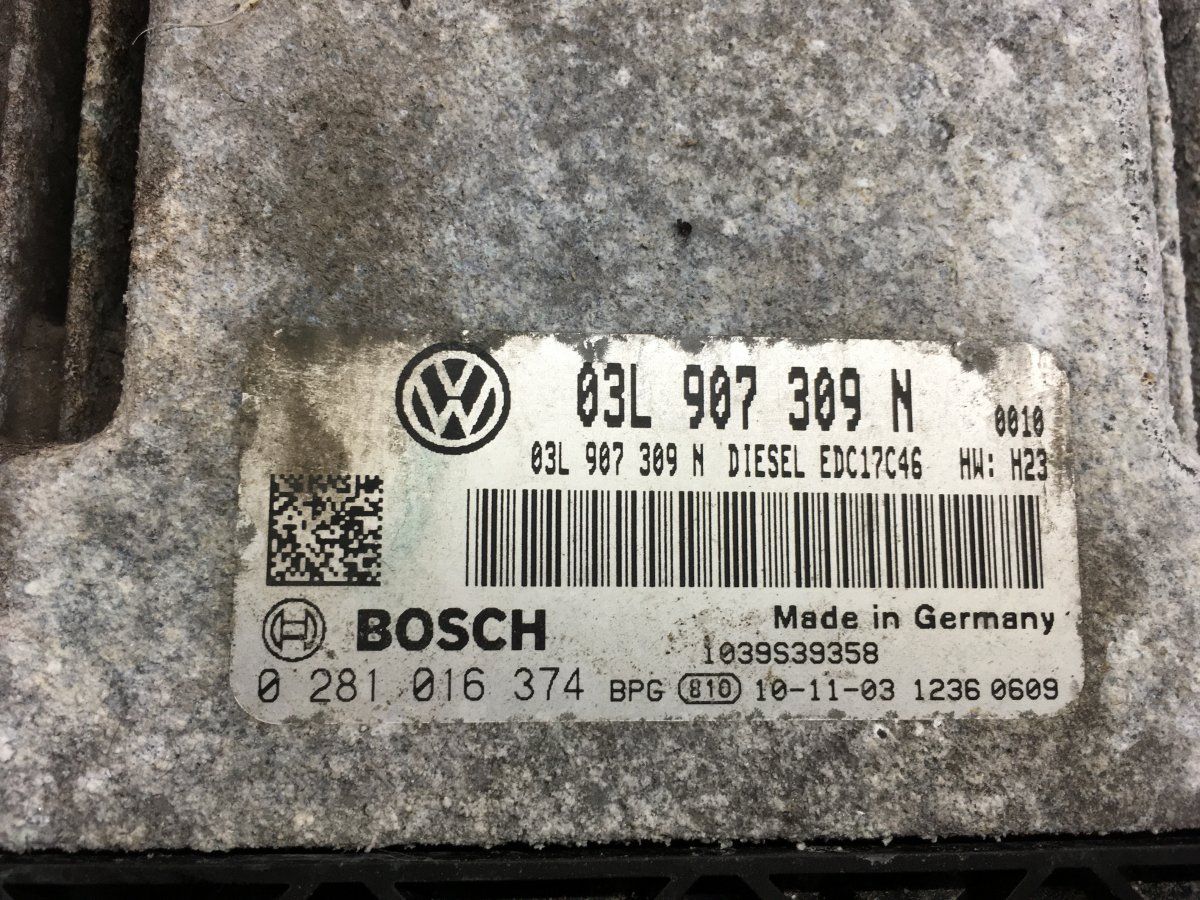 03L 907 309 N 0010
03L 907 309 N DIESEL EDC17C46 HW: H23
BOSCH Made in Germany
1039S39358
0 281 016 374 BPG 810 10-11-03 1236 0609